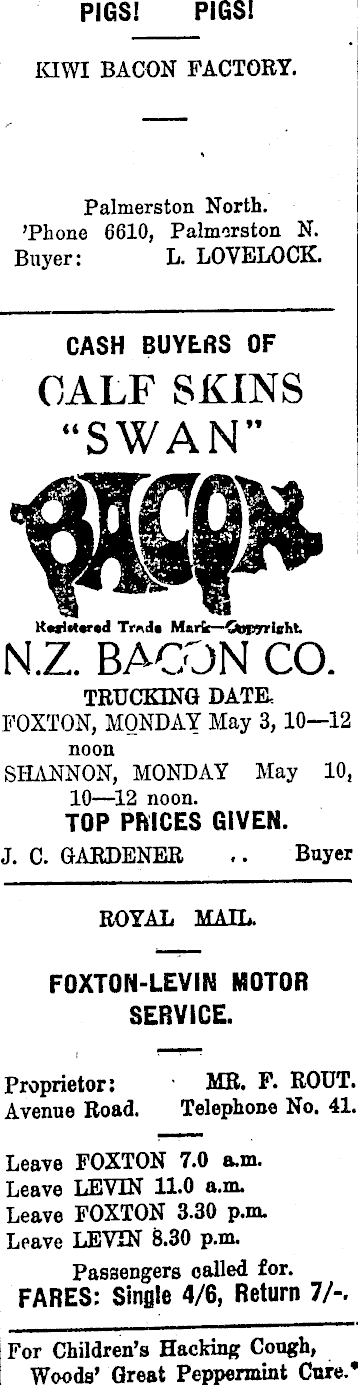 PIGS! PIGS!
KIWI BACON FACTORY.
Palmerston North.
'Phone 6610, Palmerston N.
Buyer: L. LOVELOCK.
CASH BUYERS OF
CALF SKINS
"SWAN"
BACON
Registered Trade Mark—Copyright.
N.Z. BACON CO.
TRUCKING DATE.
FOXTON, MONDAY May 3, 10—12
noon
SHANNON, MONDAY May 10,
10—12 noon.
TOP PRICES GIVEN.
J. C. GARDENER .. Buyer
ROYAL MAIL.
FOXTON-LEVIN MOTOR
SERVICE.
Proprietor: MR. F. ROUT.
Avenue Road. Telephone No. 41.
Leave FOXTON 7.0 a.m.
Leave LEVIN 11.0 a.m.
Leave FOXTON 3.30 p.m.
Leave LEVIN 8.30 p.m.
Passengers called for.
FARES: Single 4/6, Return 7/-.
For Children's Hacking Cough,
Woods' Great Peppermint Cure.